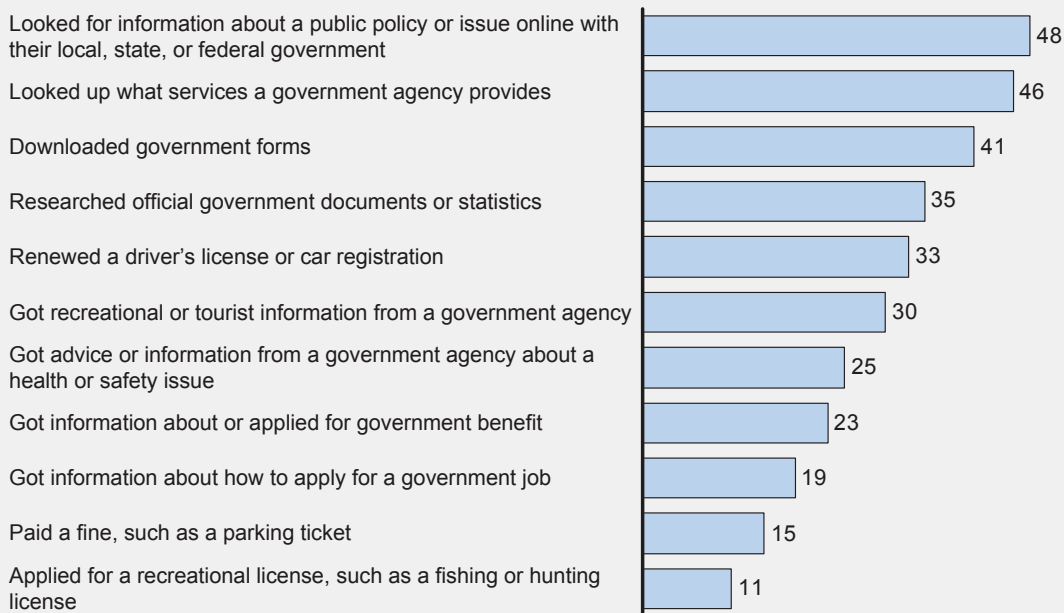 Looked for information about a public policy or issue online with
their local, state, or federal government
48
Looked up what services a government agency provides
46
Downloaded government forms
41
Researched official government documents or statistics
35
Renewed a driver’s license or car registration
33
Got recreational or tourist information from a government agency
30
Got advice or information from a government agency about a
health or safety issue
25
Got information about or applied for government benefit
23
Got information about how to apply for a government job
19
Paid a fine, such as a parking ticket
15
Applied for a recreational license, such as a fishing or hunting
license
11